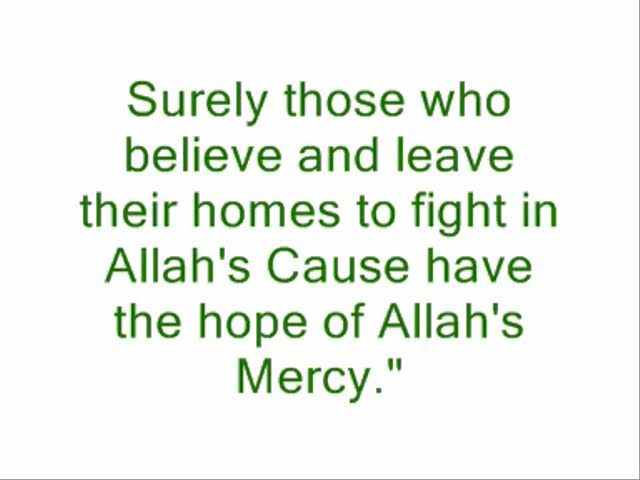 Surely those who
believe and leave
their homes to fight in
Allah's Cause have
the hope of Allah's
Mercy."